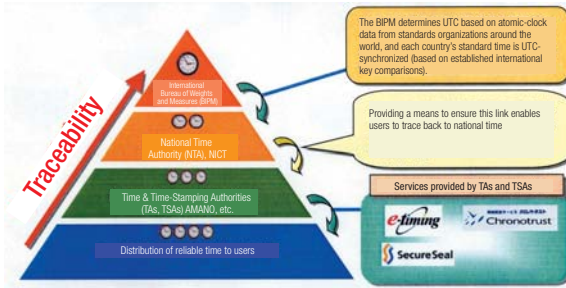 The BIPM determines UTC based on atomic-clock
data from standards organizations around the
world, and each country's standard time is UTC-
synchronized (based on established international
key comparisons).
International
Bureau of Weights
and Measures (BIPM)
Traceability
Providing a means to ensure this link enables
users to trace back to national time
National Time
Authority (NTA), NICT
Services provided by TAs and TSAs
Time & Time-Stamping Authorities
(TAs, TSAs) AMANO, etc.
e-timing
Chronotrust
SecureSeal
Distribution of reliable time to users